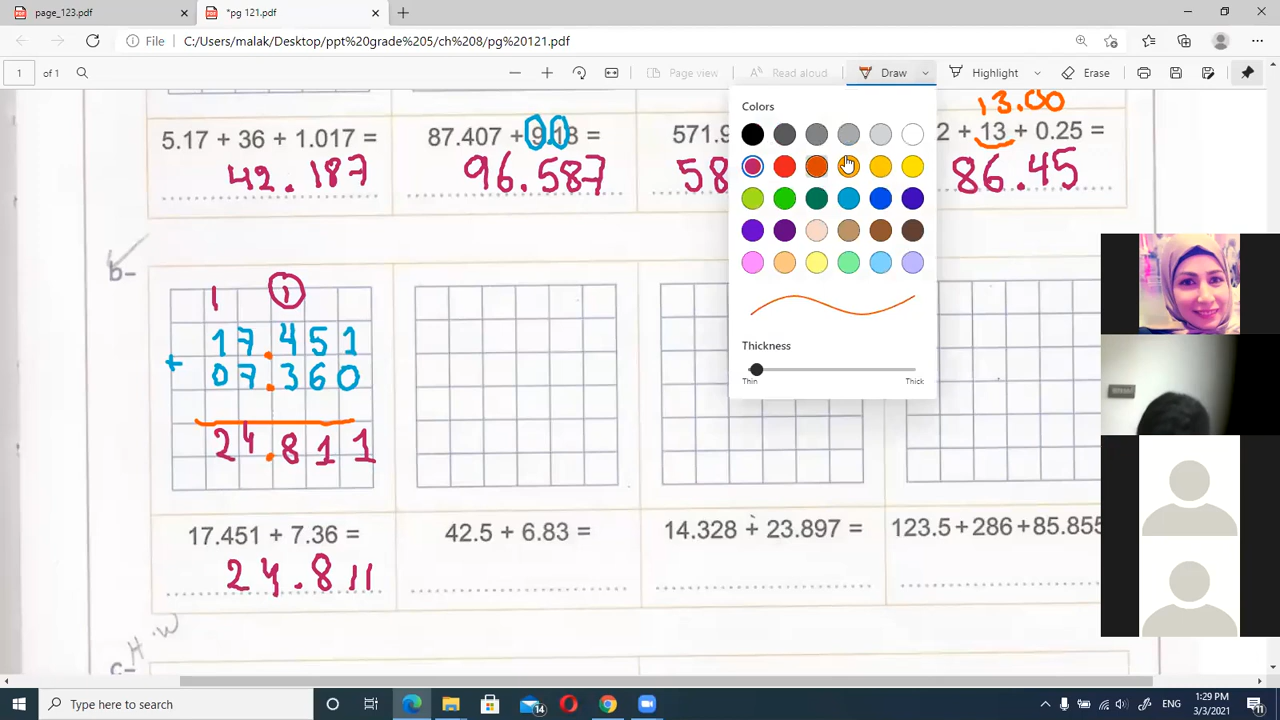 page_123.pdf
*pg 121.pdf
File
C:/Users/malak/Desktop/ppt%20grade%205/ch%208/pg%20121.pdf
1 of 1
Page view
Read aloud
Draw
Highlight
Erase
Colors
Thickness
Thin
Thick
13.00
5.17 + 36 + 1.017 =
42.187
87.407 + 9.18 =
96.587
571.9
58
2 + 13 + 0.25 =
86.45
b-
1 1
17.451
+ 07.360
24.811
17.451 + 7.36 =
24.811
42.5 + 6.83 =
14.328 + 23.897 =
123.5+286+85.855
H.W
c-
Type here to search
14
ENG
1:29 PM
3/3/2021
11